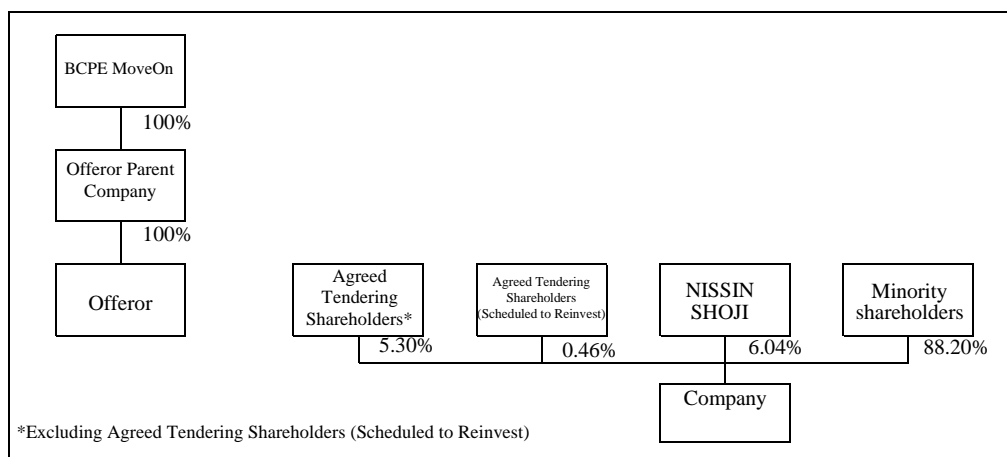 BCPE MoveOn
100%
Offeror Parent
Company
100%
Offeror
Agreed
Tendering
Shareholders*
Agreed Tendering
Shareholders
(Scheduled to Reinvest)
NISSIN
SHOJI
Minority
shareholders
5.30%
0.46%
6.04%
88.20%
Company
*Excluding Agreed Tendering Shareholders (Scheduled to Reinvest)